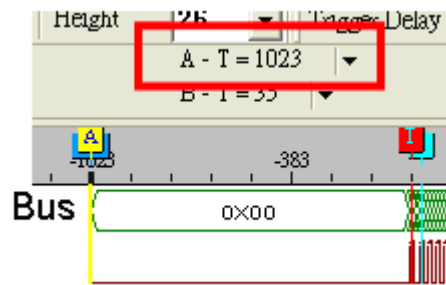 Height 26 Trigger Delay
A - T = 1023
B - T = 35
A T
-1023 -383
Bus 0X00